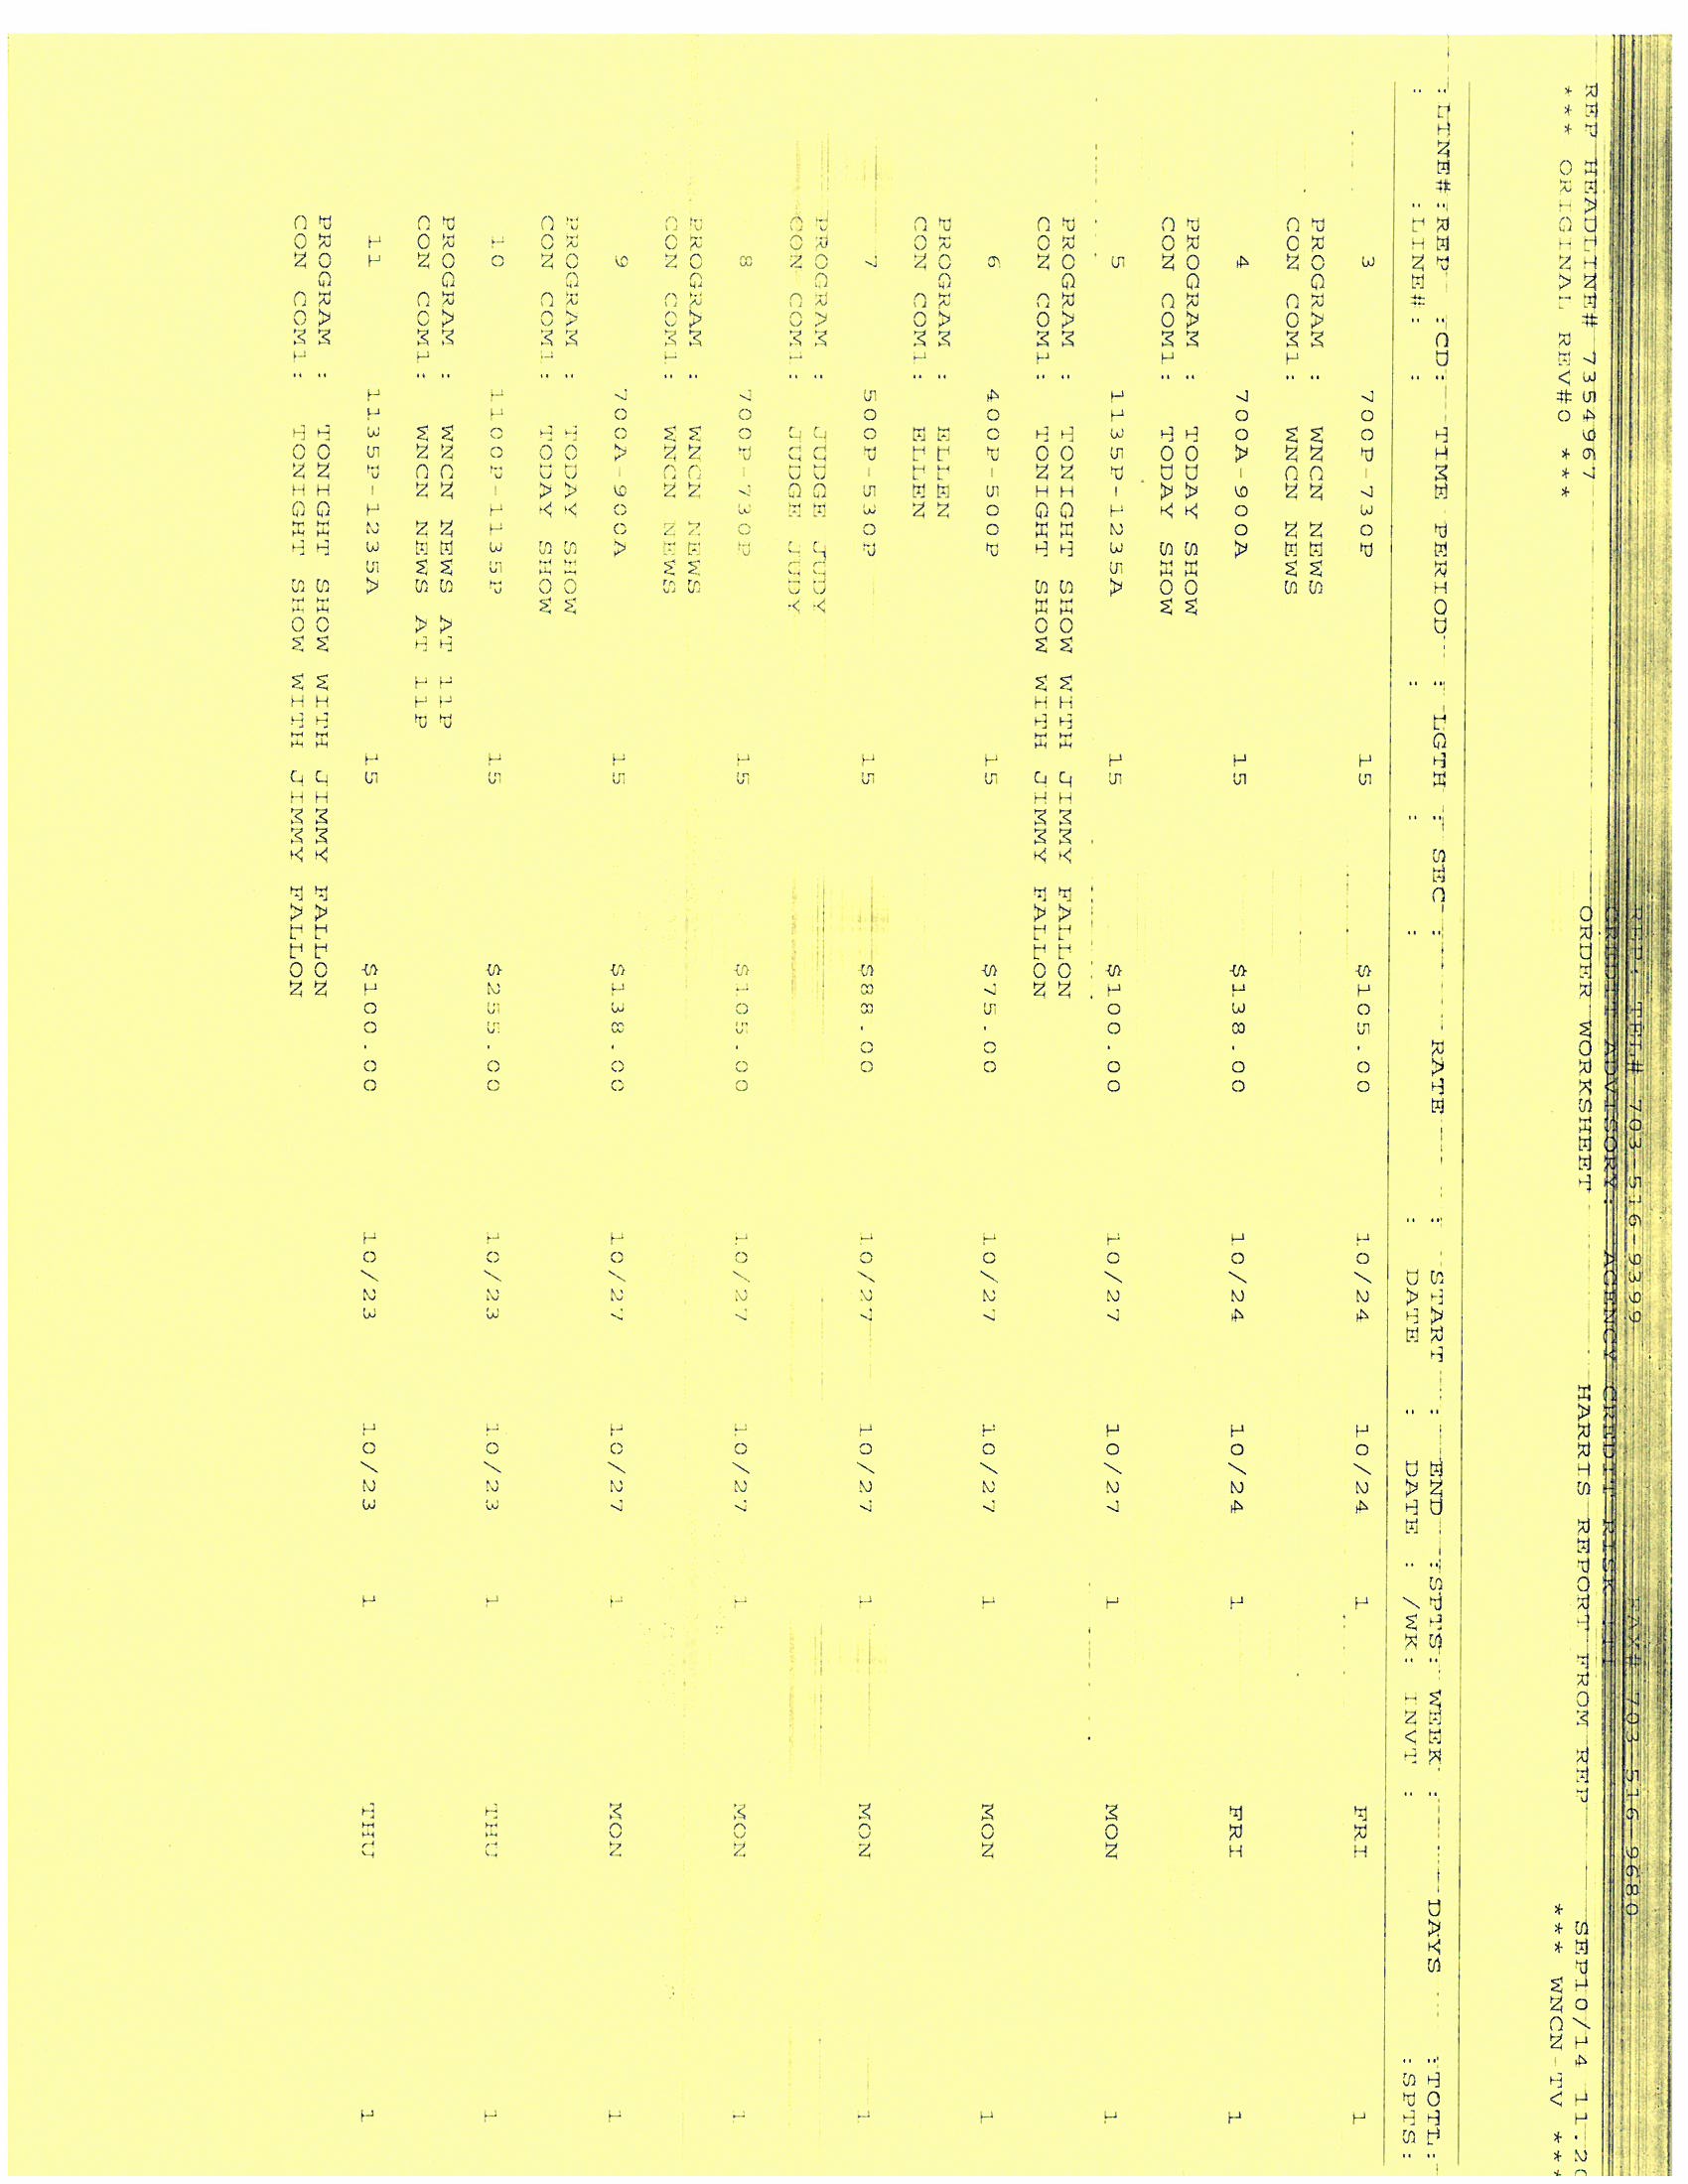 REP. TEL# 703-516-9399 FAX# 703-516-9680
CREDIT ADVISORY: AGENCY CREDIT RISK
REP HEADLINE# 7354967 ORDER WORKSHEET HARRIS REPORT FROM REP SEP10/14 11.20
*** ORIGINAL REV#0 *** *** WNCN-TV ***
:LINE#:REP :CD: TIME PERIOD : LGTH : SEC : RATE : START : END :SPTS: WEEK : DAYS :TOTL:
: :LINE#: : : : : DATE : DATE : /WK: INVT : :SPTS:
3 700P-730P 15 $105.00 10/24 10/24 1 FRI 1
PROGRAM : WNCN NEWS
CON COM1: WNCN NEWS
4 700A-900A 15 $138.00 10/24 10/24 1 FRI 1
PROGRAM : TODAY SHOW
CON COM1: TODAY SHOW
5 1135P-1235A 15 $100.00 10/27 10/27 1 MON 1
PROGRAM : TONIGHT SHOW WITH JIMMY FALLON
CON COM1: TONIGHT SHOW WITH JIMMY FALLON
6 400P-500P 15 $75.00 10/27 10/27 1 MON 1
PROGRAM : ELLEN
CON COM1: ELLEN
7 500P-530P 15 $88.00 10/27 10/27 1 MON 1
PROGRAM : JUDGE JUDY
CON COM1: JUDGE JUDY
8 700P-730P 15 $105.00 10/27 10/27 1 MON 1
PROGRAM : WNCN NEWS
CON COM1: WNCN NEWS
9 700A-900A 15 $138.00 10/27 10/27 1 MON 1
PROGRAM : TODAY SHOW
CON COM1: TODAY SHOW
10 1100P-1135P 15 $255.00 10/23 10/23 1 THU 1
PROGRAM : WNCN NEWS AT 11P
CON COM1: WNCN NEWS AT 11P
11 1135P-1235A 15 $100.00 10/23 10/23 1 THU 1
PROGRAM : TONIGHT SHOW WITH JIMMY FALLON
CON COM1: TONIGHT SHOW WITH JIMMY FALLON